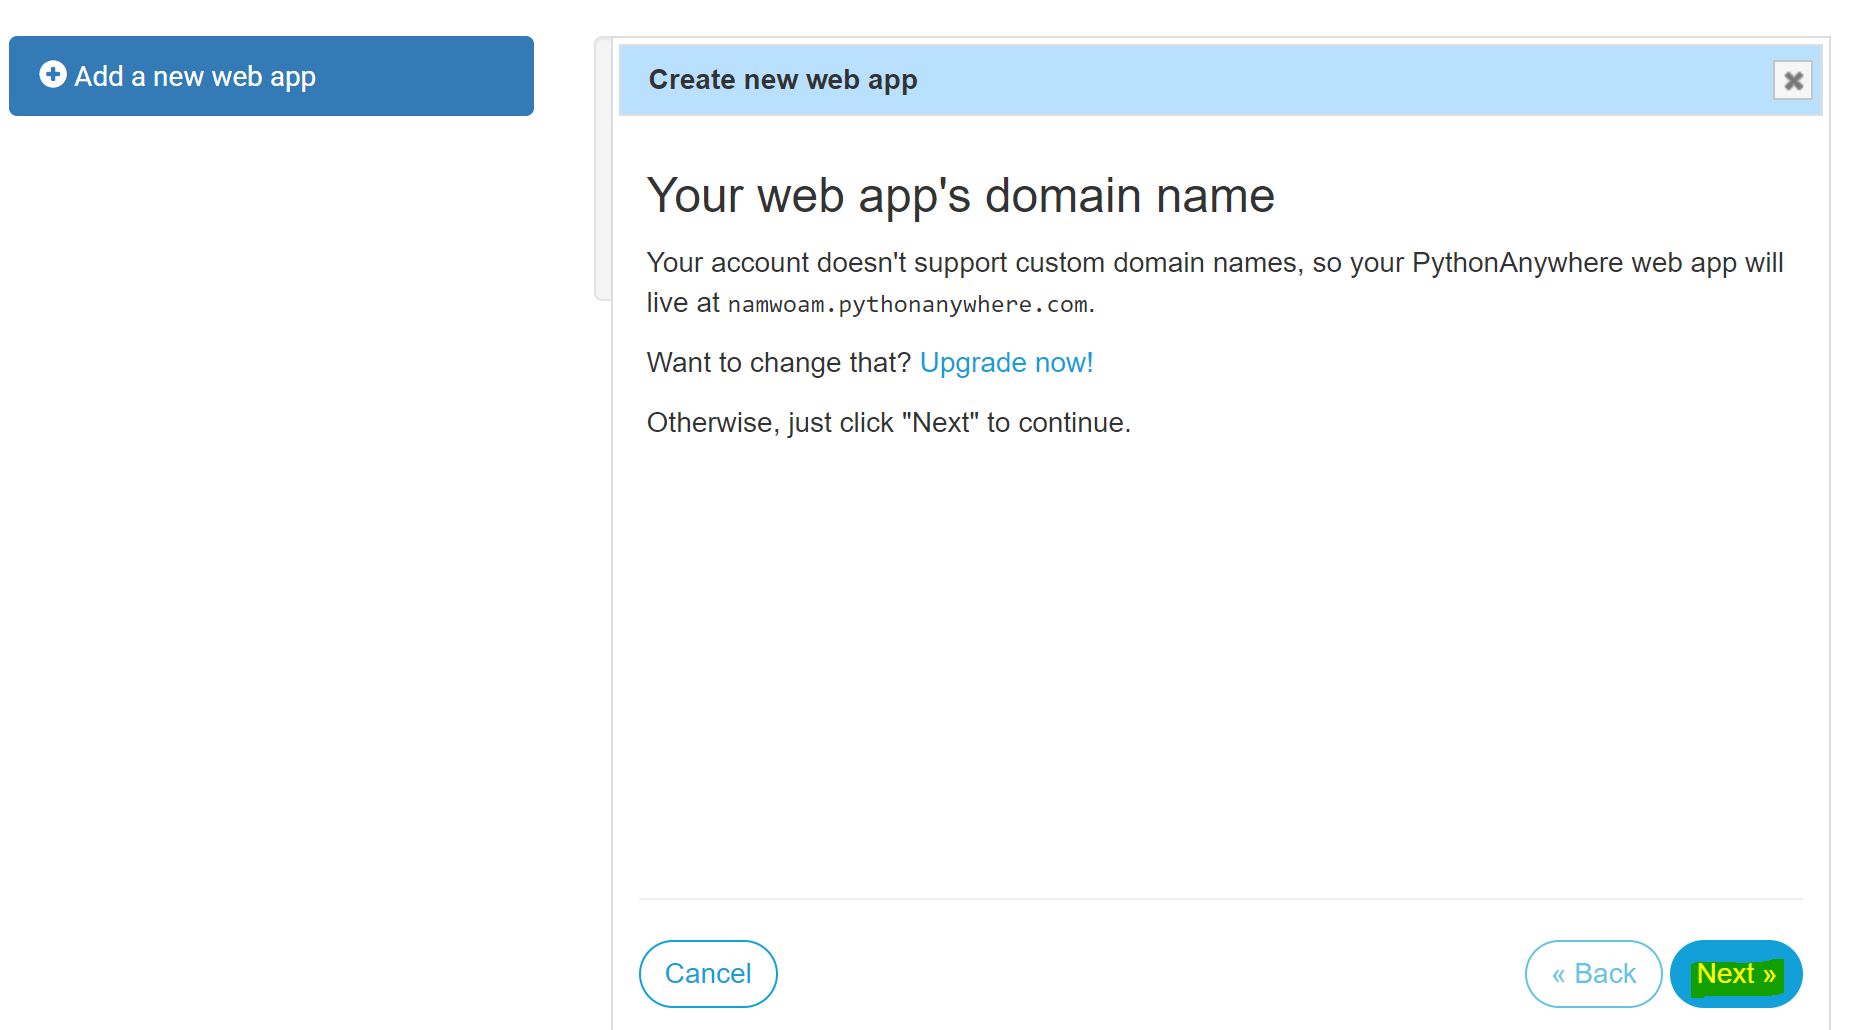 Add a new web app
Create new web app
Your web app's domain name
Your account doesn't support custom domain names, so your PythonAnywhere web app will
live at namwoam.pythonanywhere.com.
Want to change that? Upgrade now!
Otherwise, just click "Next" to continue.
Cancel
« Back
Next »